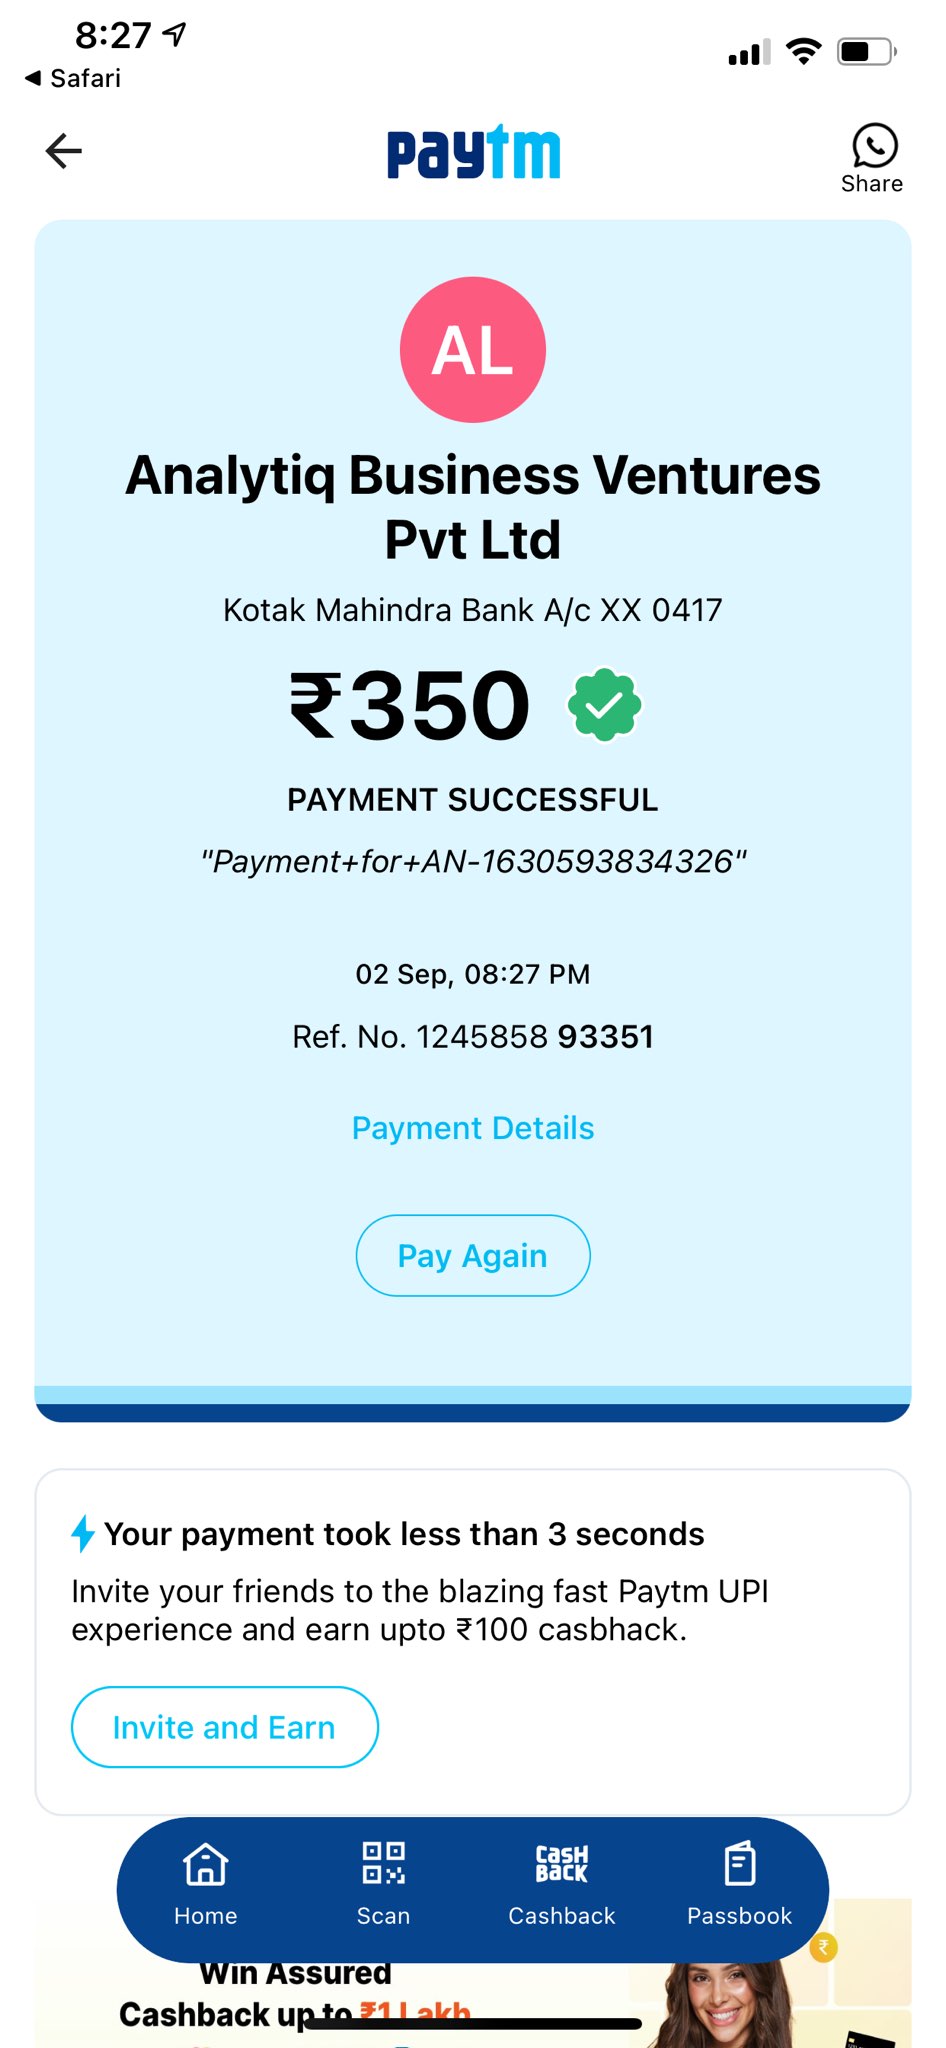 8:27
◀ Safari
paytm
Share
AL
Analytiq Business Ventures
Pvt Ltd
Kotak Mahindra Bank A/c XX 0417
₹350
PAYMENT SUCCESSFUL
"Payment+for+AN-1630593834326"
02 Sep, 08:27 PM
Ref. No. 1245858 93351
Payment Details
Pay Again
Your payment took less than 3 seconds
Invite your friends to the blazing fast Paytm UPI
experience and earn upto ₹100 casbhack.
Invite and Earn
CASH
BACK
Home
Scan
Cashback
Passbook
₹
Win Assured
Cashback up to ₹1 Lakh